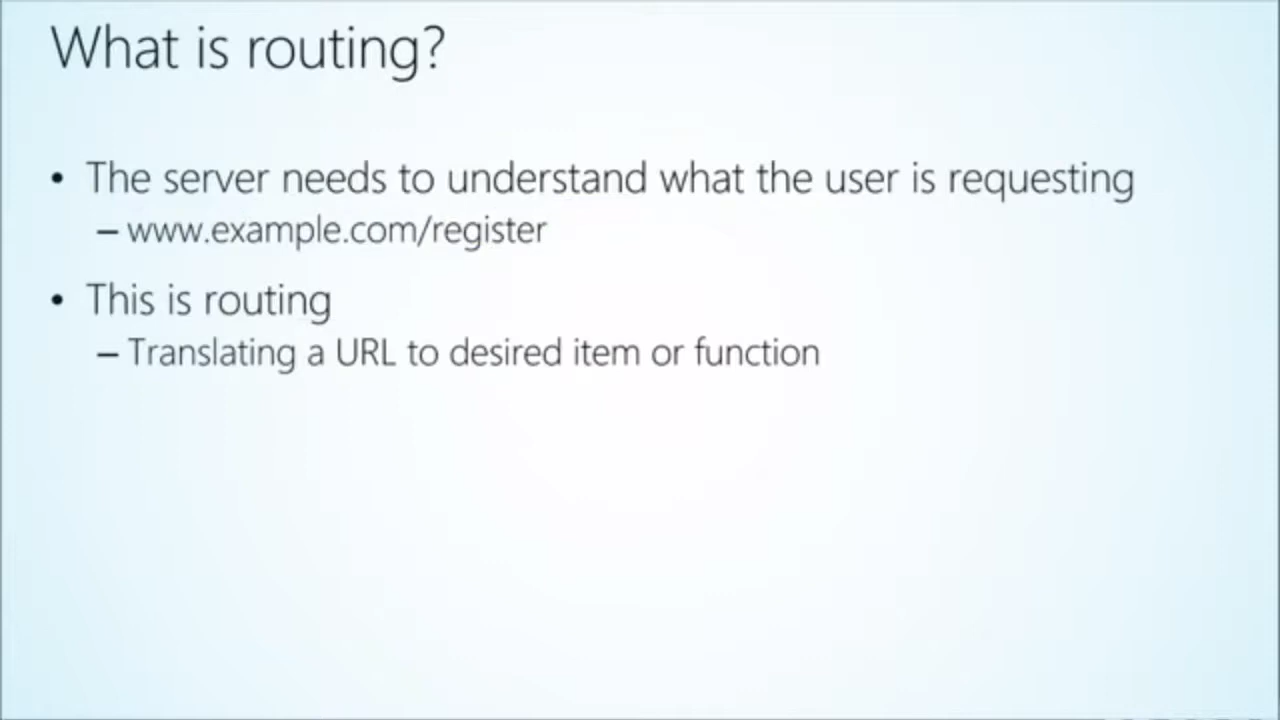 What is routing?
• The server needs to understand what the user is requesting
– www.example.com/register
• This is routing
– Translating a URL to desired item or function